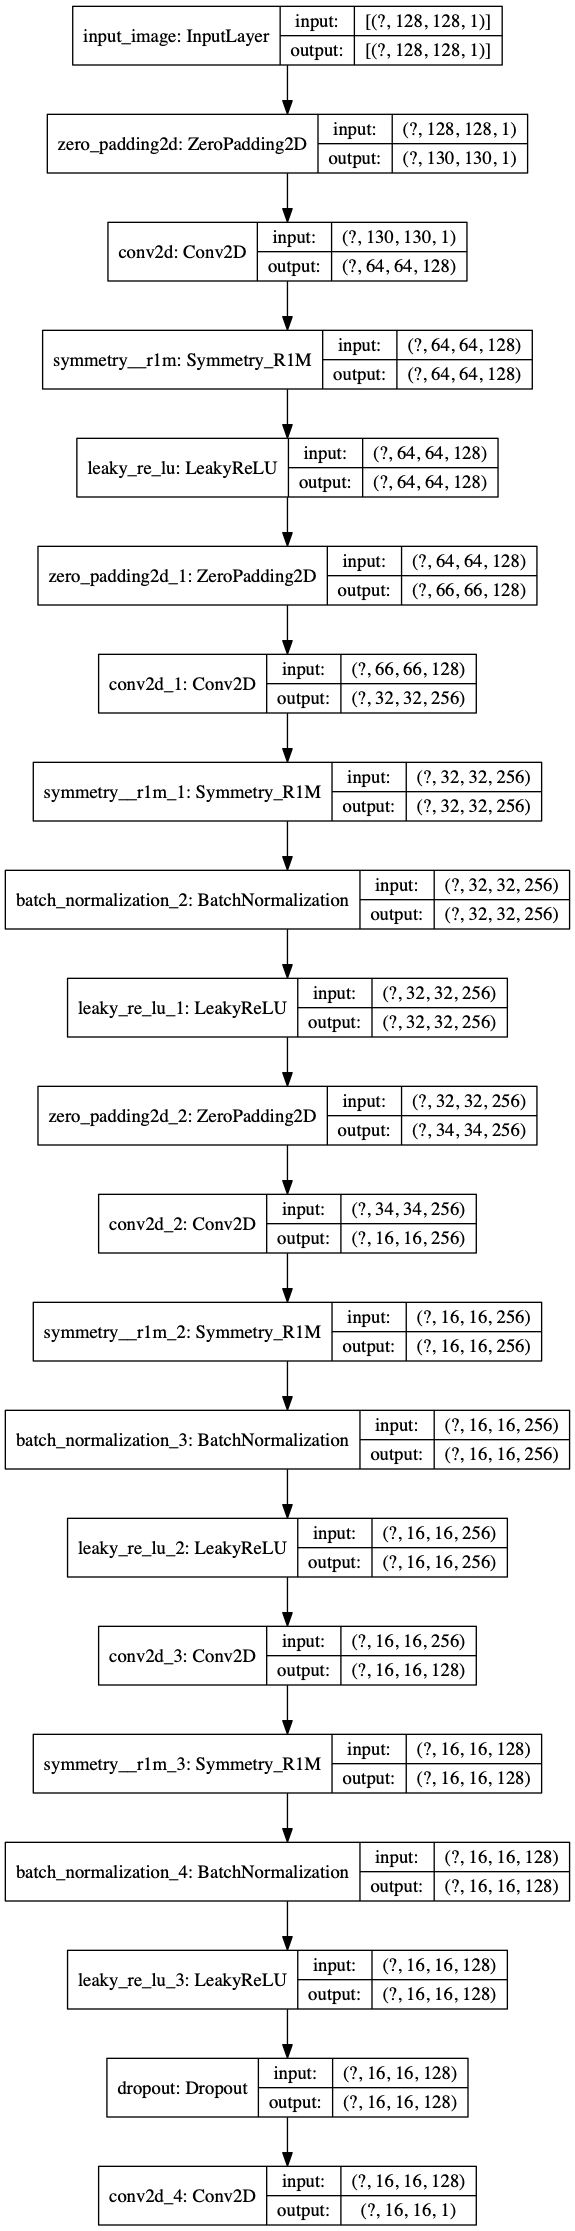 input_image: InputLayer
input: [(?, 128, 128, 1)]
output: [(?, 128, 128, 1)]
zero_padding2d: ZeroPadding2D
input: (?, 128, 128, 1)
output: (?, 130, 130, 1)
conv2d: Conv2D
input: (?, 130, 130, 1)
output: (?, 64, 64, 128)
symmetry__r1m: Symmetry_R1M
input: (?, 64, 64, 128)
output: (?, 64, 64, 128)
leaky_re_lu: LeakyReLU
input: (?, 64, 64, 128)
output: (?, 64, 64, 128)
zero_padding2d_1: ZeroPadding2D
input: (?, 64, 64, 128)
output: (?, 66, 66, 128)
conv2d_1: Conv2D
input: (?, 66, 66, 128)
output: (?, 32, 32, 256)
symmetry__r1m_1: Symmetry_R1M
input: (?, 32, 32, 256)
output: (?, 32, 32, 256)
batch_normalization_2: BatchNormalization
input: (?, 32, 32, 256)
output: (?, 32, 32, 256)
leaky_re_lu_1: LeakyReLU
input: (?, 32, 32, 256)
output: (?, 32, 32, 256)
zero_padding2d_2: ZeroPadding2D
input: (?, 32, 32, 256)
output: (?, 34, 34, 256)
conv2d_2: Conv2D
input: (?, 34, 34, 256)
output: (?, 16, 16, 256)
symmetry__r1m_2: Symmetry_R1M
input: (?, 16, 16, 256)
output: (?, 16, 16, 256)
batch_normalization_3: BatchNormalization
input: (?, 16, 16, 256)
output: (?, 16, 16, 256)
leaky_re_lu_2: LeakyReLU
input: (?, 16, 16, 256)
output: (?, 16, 16, 256)
conv2d_3: Conv2D
input: (?, 16, 16, 256)
output: (?, 16, 16, 128)
symmetry__r1m_3: Symmetry_R1M
input: (?, 16, 16, 128)
output: (?, 16, 16, 128)
batch_normalization_4: BatchNormalization
input: (?, 16, 16, 128)
output: (?, 16, 16, 128)
leaky_re_lu_3: LeakyReLU
input: (?, 16, 16, 128)
output: (?, 16, 16, 128)
dropout: Dropout
input: (?, 16, 16, 128)
output: (?, 16, 16, 128)
conv2d_4: Conv2D
input: (?, 16, 16, 128)
output: (?, 16, 16, 1)